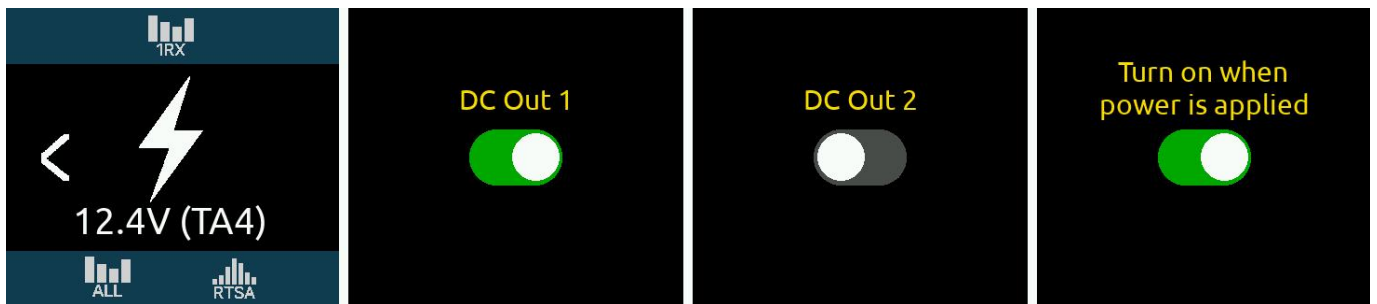 1RX
12.4V (TA4)
ALL
RTSA
DC Out 1
DC Out 2
Turn on when
power is applied